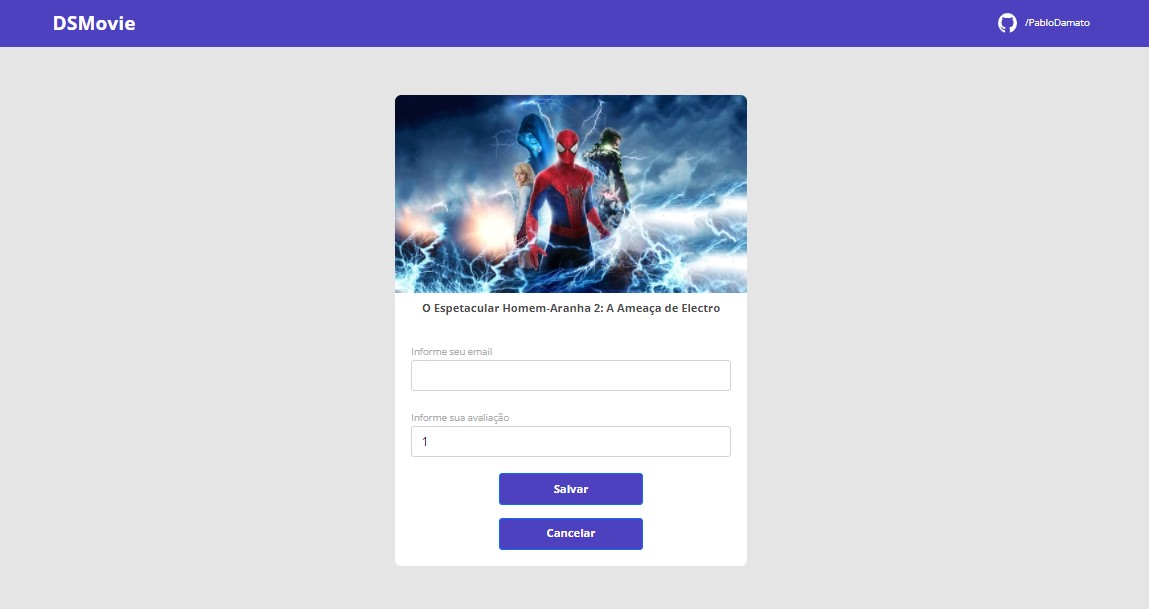 DSMovie
/PabloDamato
O Espetacular Homem-Aranha 2: A Ameaça de Electro
Informe seu email
Informe sua avaliação
1
Salvar
Cancelar